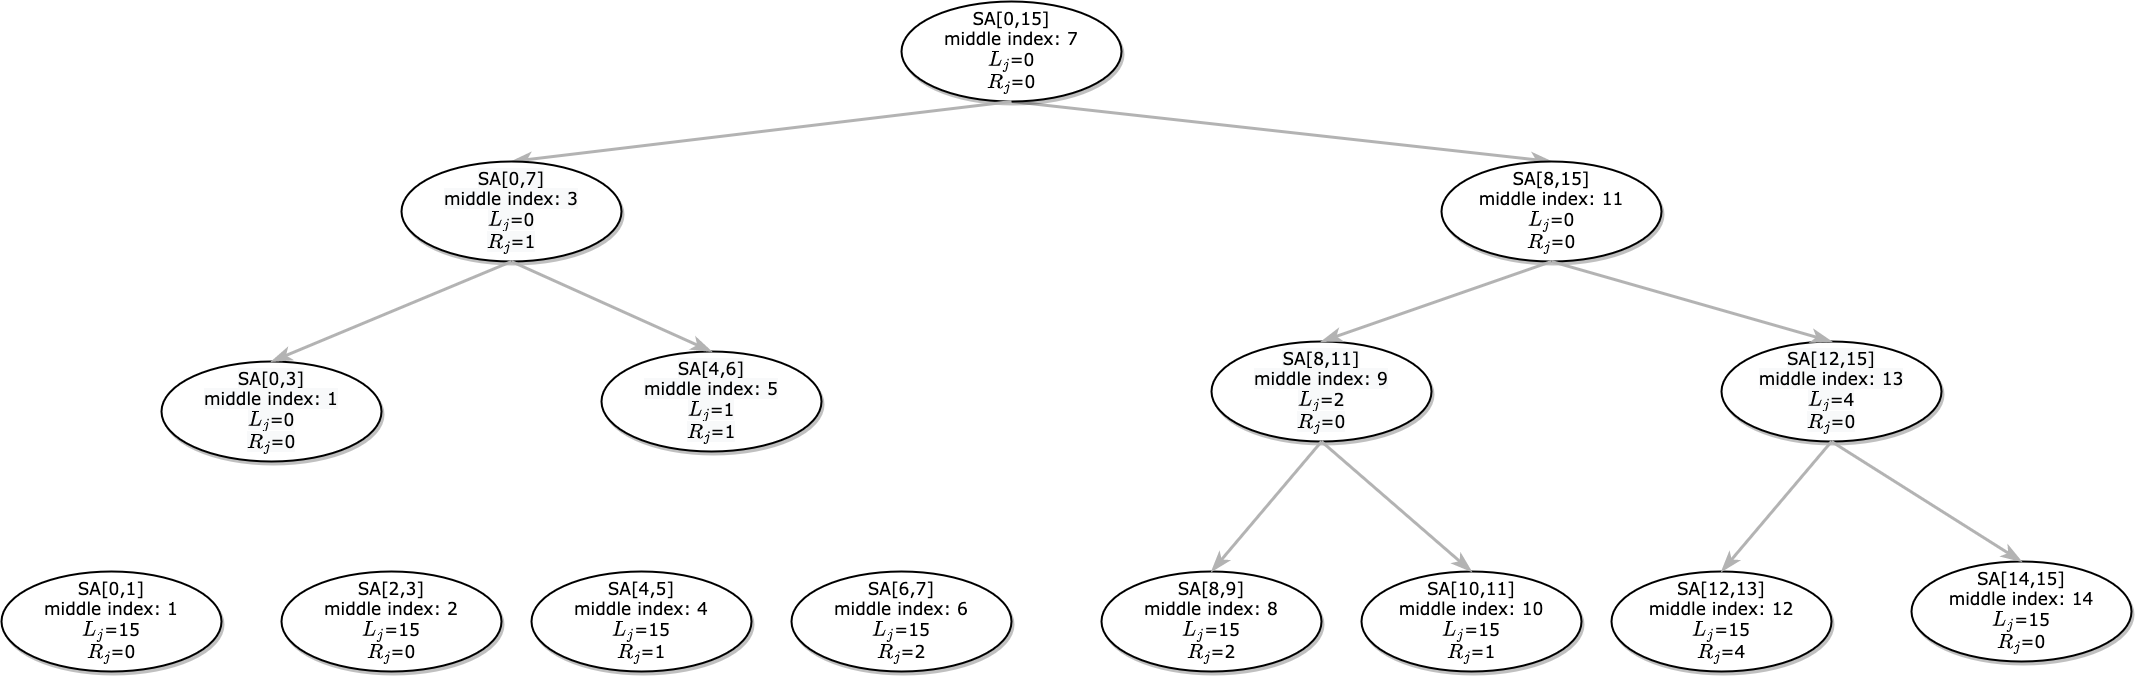 SA[0,15]
middle index: 7
L_j=0
R_j=0
SA[0,7]
middle index: 3
L_j=0
R_j=1
SA[8,15]
middle index: 11
L_j=0
R_j=0
SA[0,3]
middle index: 1
L_j=0
R_j=0
SA[4,6]
middle index: 5
L_j=1
R_j=1
SA[8,11]
middle index: 9
L_j=2
R_j=0
SA[12,15]
middle index: 13
L_j=4
R_j=0
SA[0,1]
middle index: 1
L_j=15
R_j=0
SA[2,3]
middle index: 2
L_j=15
R_j=0
SA[4,5]
middle index: 4
L_j=15
R_j=1
SA[6,7]
middle index: 6
L_j=15
R_j=2
SA[8,9]
middle index: 8
L_j=15
R_j=2
SA[10,11]
middle index: 10
L_j=15
R_j=1
SA[12,13]
middle index: 12
L_j=15
R_j=4
SA[14,15]
middle index: 14
L_j=15
R_j=0